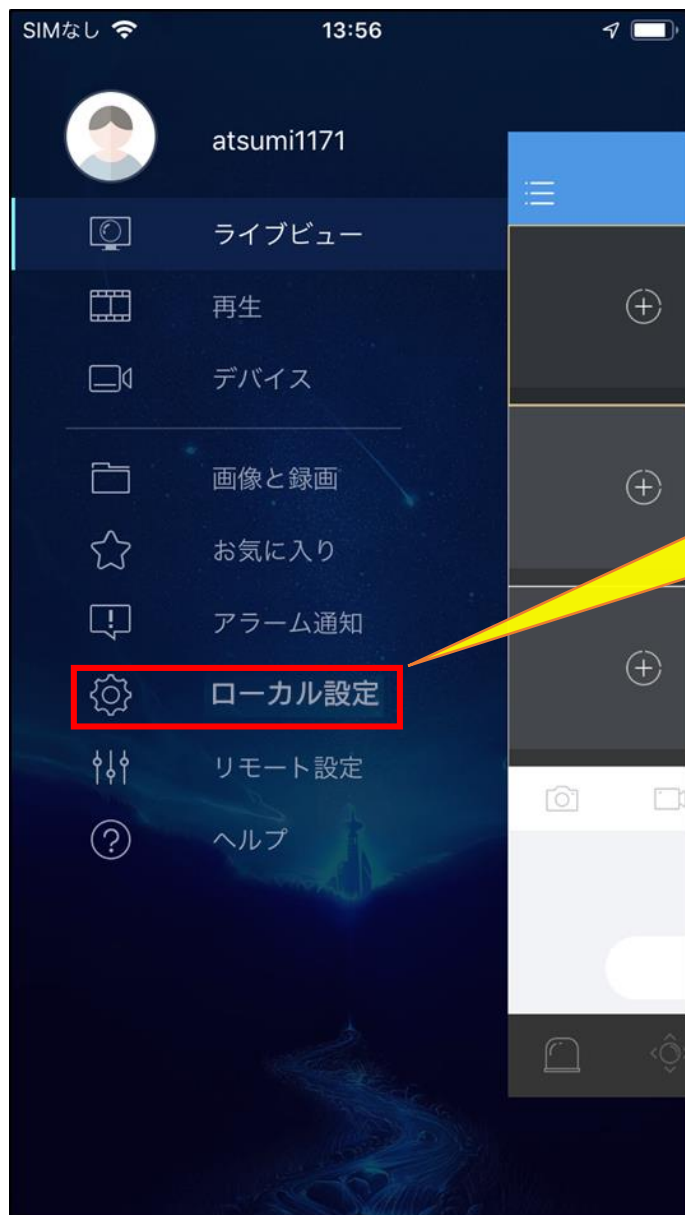 SIMなし 13:56
atsumi1171
ライブビュー
再生
デバイス
画像と録画
お気に入り
アラーム通知
ローカル設定
リモート設定
ヘルプ